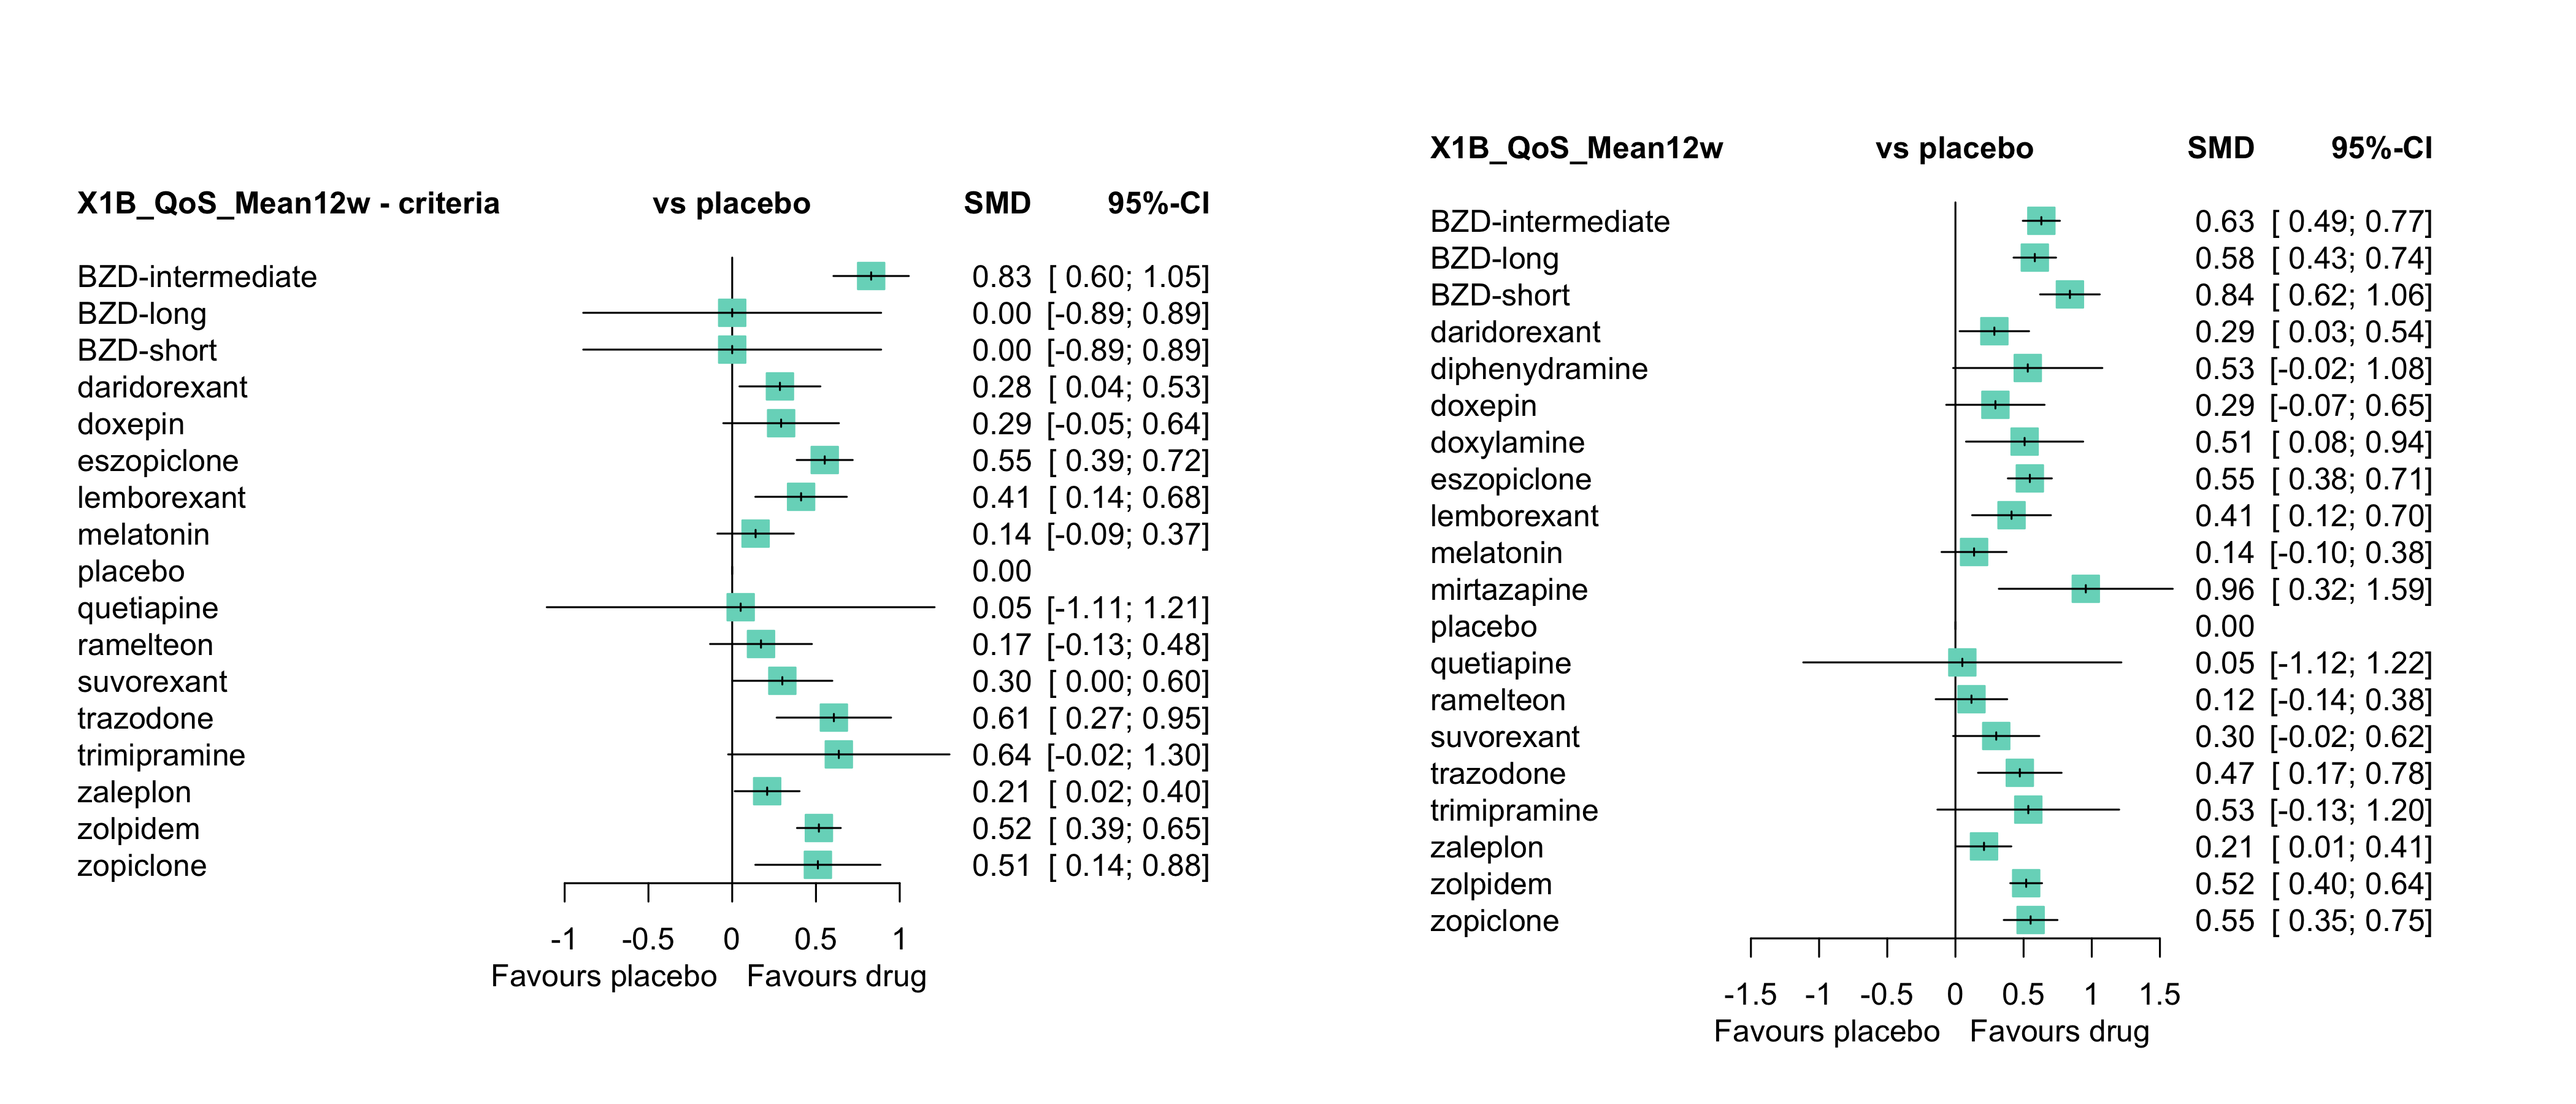 X1B_QoS_Mean12w - criteria vs placebo SMD 95%-CI
BZD-intermediate 0.83 [ 0.60; 1.05]
BZD-long 0.00 [-0.89; 0.89]
BZD-short 0.00 [-0.89; 0.89]
daridorexant 0.28 [ 0.04; 0.53]
doxepin 0.29 [-0.05; 0.64]
eszopiclone 0.55 [ 0.39; 0.72]
lemborexant 0.41 [ 0.14; 0.68]
melatonin 0.14 [-0.09; 0.37]
placebo 0.00
quetiapine 0.05 [-1.11; 1.21]
ramelteon 0.17 [-0.13; 0.48]
suvorexant 0.30 [ 0.00; 0.60]
trazodone 0.61 [ 0.27; 0.95]
trimipramine 0.64 [-0.02; 1.30]
zaleplon 0.21 [ 0.02; 0.40]
zolpidem 0.52 [ 0.39; 0.65]
zopiclone 0.51 [ 0.14; 0.88]
-1 -0.5 0 0.5 1
Favours placebo Favours drug
X1B_QoS_Mean12w vs placebo SMD 95%-CI
BZD-intermediate 0.63 [ 0.49; 0.77]
BZD-long 0.58 [ 0.43; 0.74]
BZD-short 0.84 [ 0.62; 1.06]
daridorexant 0.29 [ 0.03; 0.54]
diphenydramine 0.53 [-0.02; 1.08]
doxepin 0.29 [-0.07; 0.65]
doxylamine 0.51 [ 0.08; 0.94]
eszopiclone 0.55 [ 0.38; 0.71]
lemborexant 0.41 [ 0.12; 0.70]
melatonin 0.14 [-0.10; 0.38]
mirtazapine 0.96 [ 0.32; 1.59]
placebo 0.00
quetiapine 0.05 [-1.12; 1.22]
ramelteon 0.12 [-0.14; 0.38]
suvorexant 0.30 [-0.02; 0.62]
trazodone 0.47 [ 0.17; 0.78]
trimipramine 0.53 [-0.13; 1.20]
zaleplon 0.21 [ 0.01; 0.41]
zolpidem 0.52 [ 0.40; 0.64]
zopiclone 0.55 [ 0.35; 0.75]
-1.5 -1 -0.5 0 0.5 1 1.5
Favours placebo Favours drug